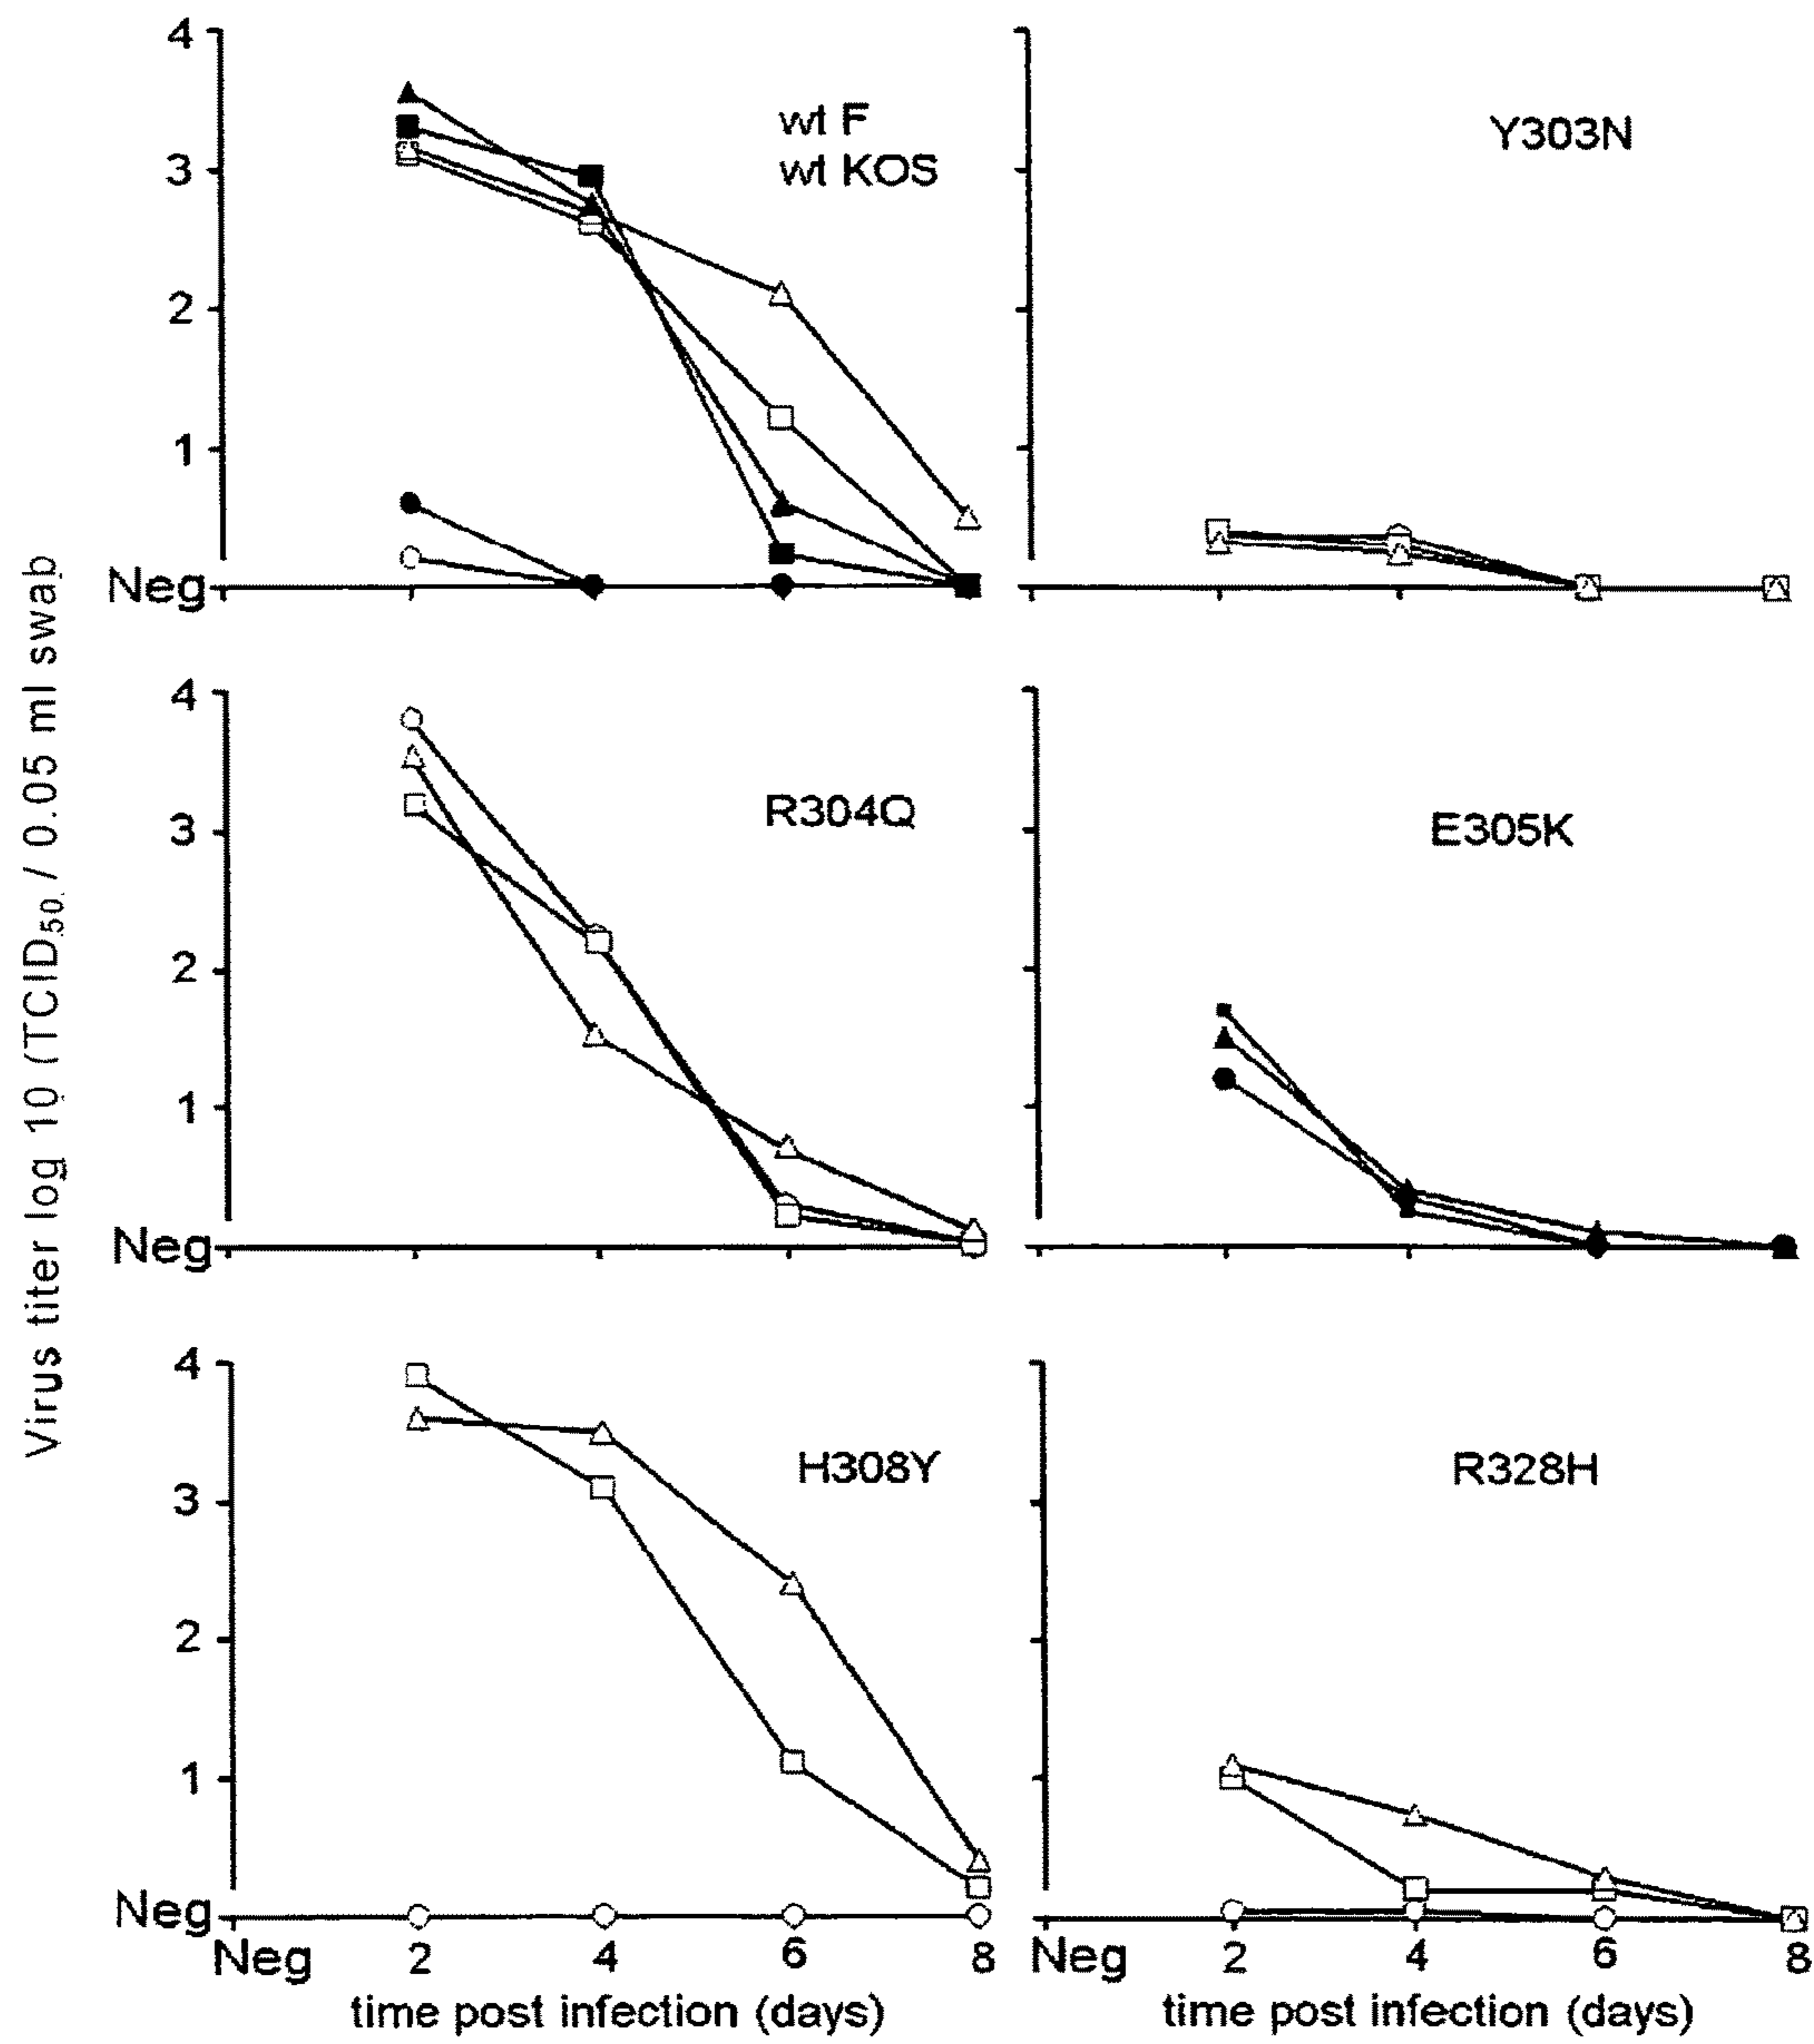 Virus titer log 10 (TCID50 / 0.05 ml swab
4
3
2
1
Neg
wt F
wt KOS
Y303N
4
3
2
1
Neg
R304Q
E305K
4
3
2
1
Neg
H308Y
R328H
Neg 2 4 6 8 Neg 2 4 6 8
time post infection (days) time post infection (days)